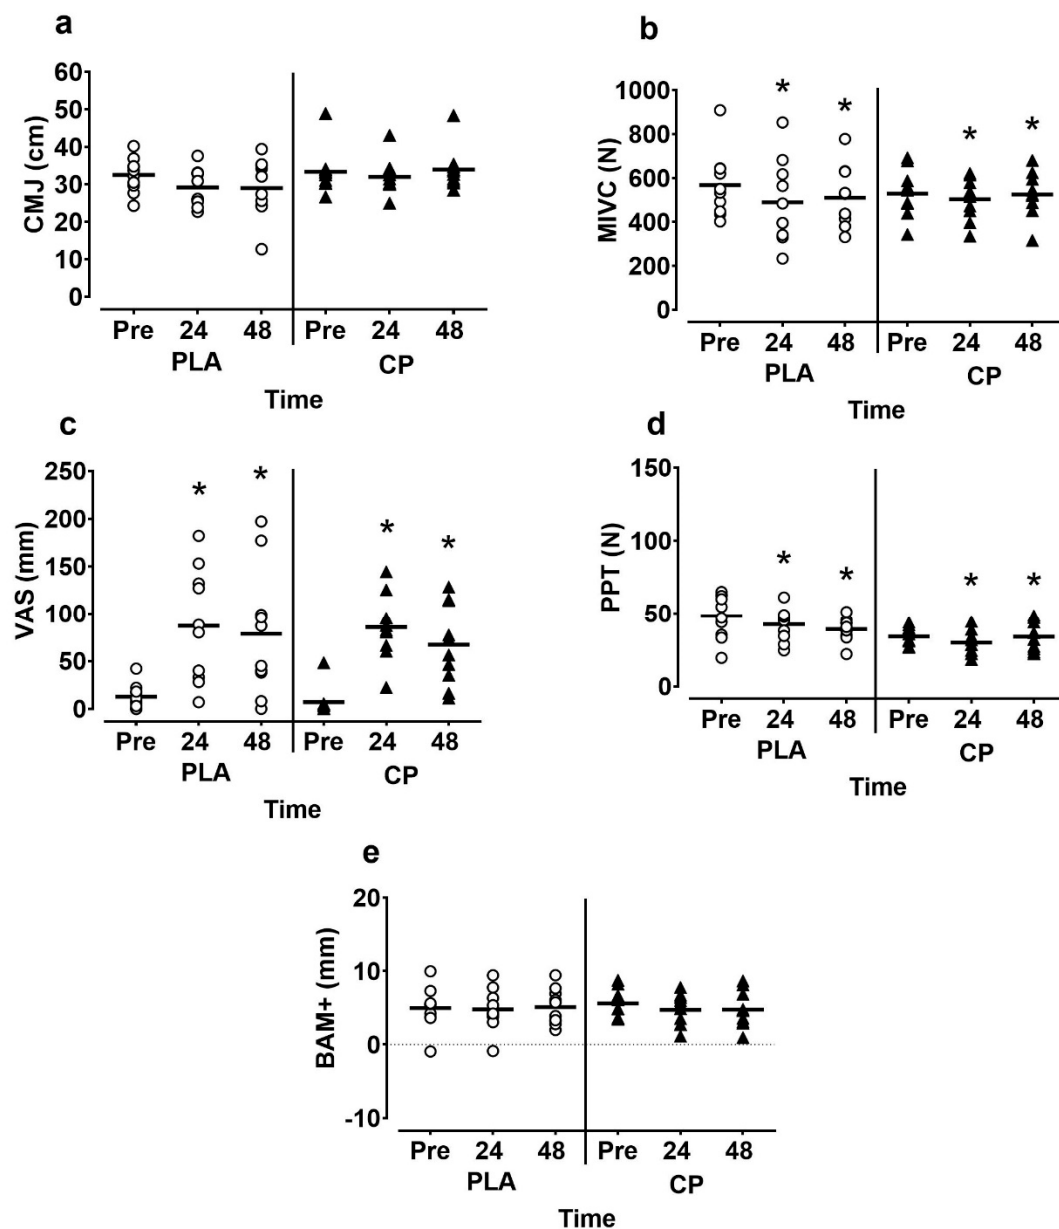 a
CMJ (cm)
60
50
40
30
20
10
0
Pre 24 48 Pre 24 48
PLA CP
Time
b
MIVC (N)
* * * *
1000
800
600
400
200
0
Pre 24 48 Pre 24 48
PLA CP
Time
c
VAS (mm)
* * * *
250
200
150
100
50
0
Pre 24 48 Pre 24 48
PLA CP
Time
d
PPT (N)
* * * *
150
100
50
0
Pre 24 48 Pre 24 48
PLA CP
Time
e
BAM+ (mm)
20
10
0
-10
Pre 24 48 Pre 24 48
PLA CP
Time